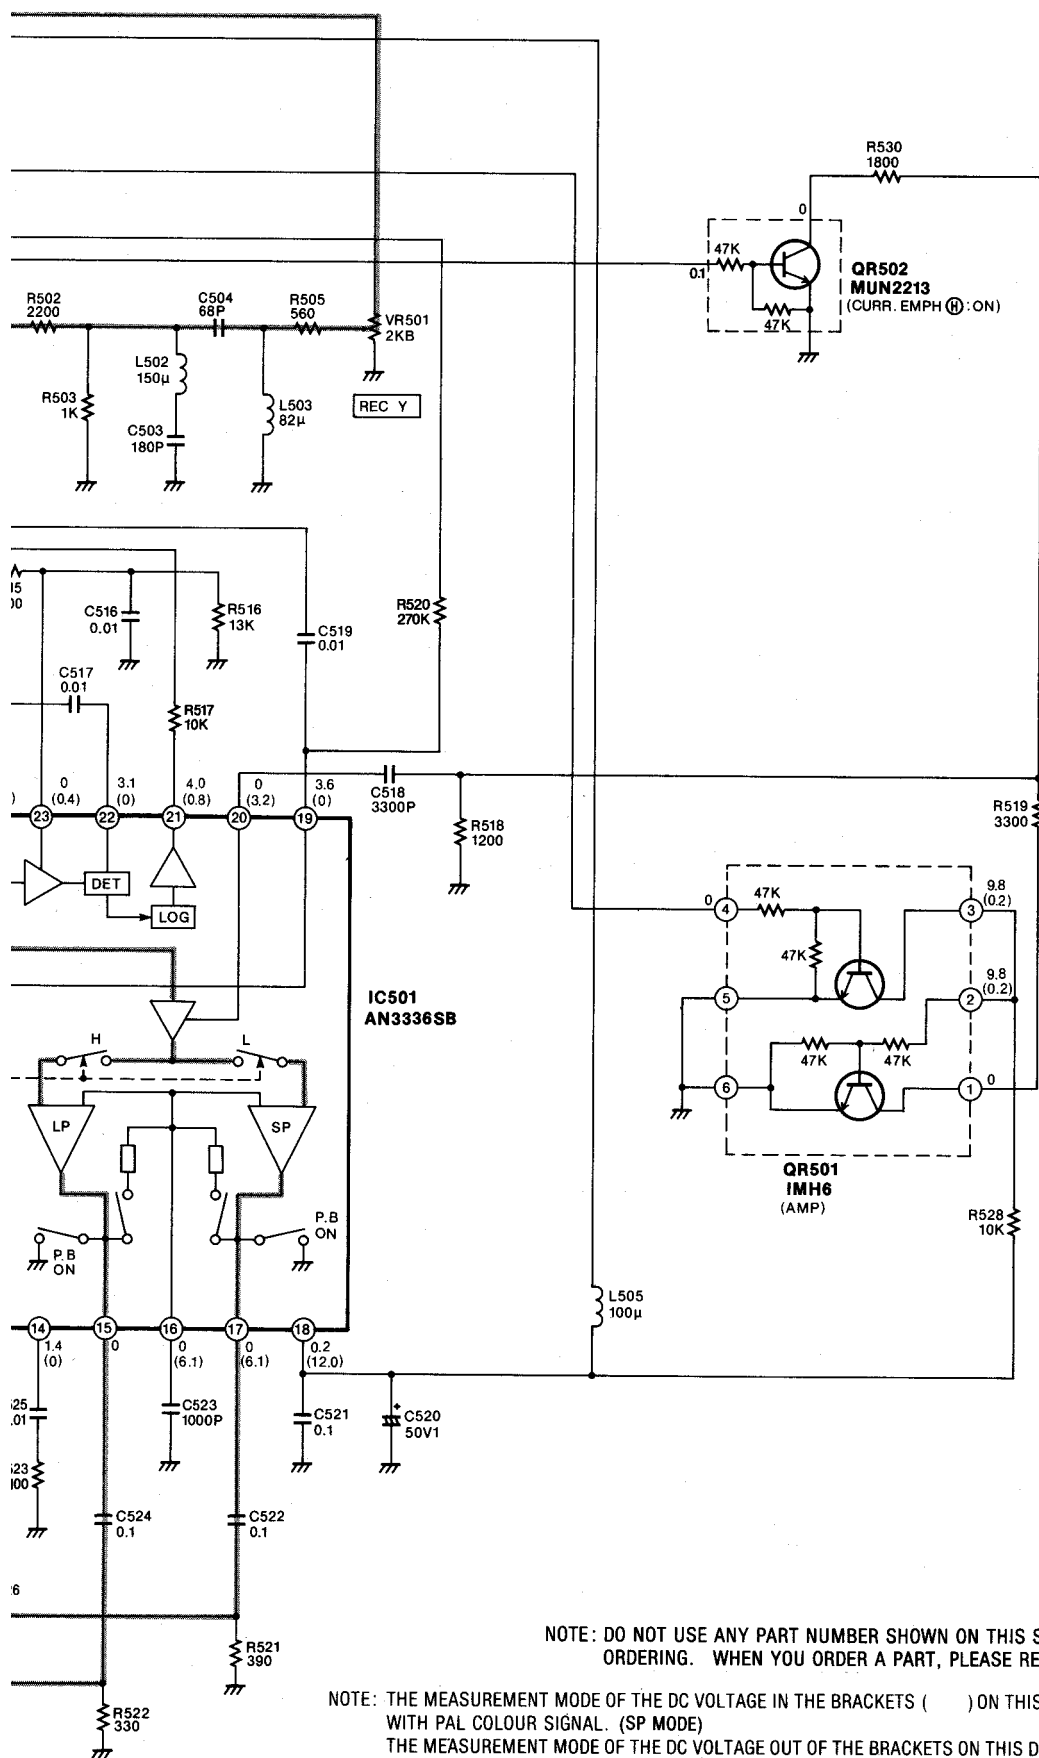 R530
1800
0
47K
0.1
QR502
MUN2213
(CURR. EMPH Ⓗ: ON)
47K
R502
2200
C504
68P
R505
560
VR501
2KB
L502
150μ
R503
1K
L503
82μ
REC Y
C503
180P
15
00
C516
0.01
R516
13K
C519
0.01
R520
270K
C517
0.01
R517
10K
)
0
(0.4)
3.1
(0)
4.0
(0.8)
0
(3.2)
3.6
(0)
C518
3300P
23
22
21
20
19
R518
1200
R519
3300
DET
LOG
0
4
47K
9.8
(0.2)
3
47K
9.8
(0.2)
5
2
IC501
AN3336SB
H
L
47K
47K
6
1
0
LP
SP
QR501
IMH6
(AMP)
P.B
ON
P.B
ON
R528
10K
L505
100μ
14
15
16
17
18
1.4
(0)
0
0
(6.1)
0
(6.1)
0.2
(12.0)
525
.01
C523
1000P
C521
0.1
+
C520
50V1
523
100
C524
0.1
C522
0.1
26
R521
390
R522
330
NOTE: DO NOT USE ANY PART NUMBER SHOWN ON THIS S
ORDERING. WHEN YOU ORDER A PART, PLEASE RE
NOTE: THE MEASUREMENT MODE OF THE DC VOLTAGE IN THE BRACKETS ( ) ON THIS
WITH PAL COLOUR SIGNAL. (SP MODE)
THE MEASUREMENT MODE OF THE DC VOLTAGE OUT OF THE BRACKETS ON THIS D